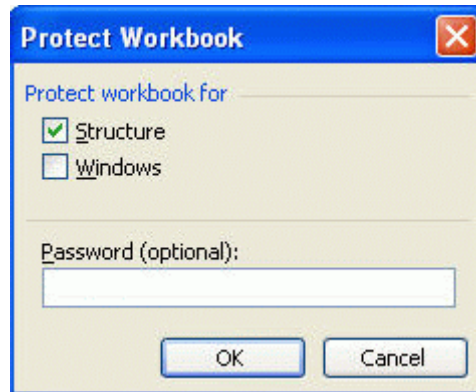 Protect Workbook
Protect workbook for
Structure
Windows
Password (optional):
OK Cancel